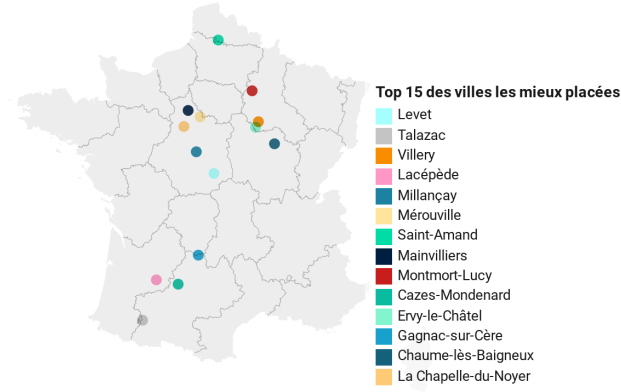 Top 15 des villes les mieux placées
Levet
Talazac
Villery
Lacépède
Millançay
Mérouville
Saint-Amand
Mainvilliers
Montmort-Lucy
Cazes-Mondenard
Ervy-le-Châtel
Gagnac-sur-Cère
Chaume-lès-Baigneux
La Chapelle-du-Noyer